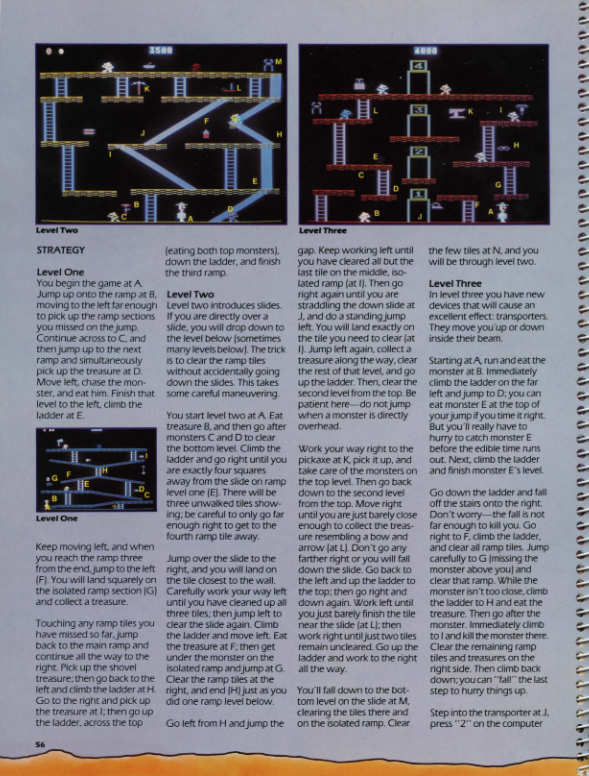 3500
M
K
L
F
J
H
I
E
B
C
A
D
4000
4
L
3
K
I
H
2
E
C
D
G
1
F
B
J
A
Level Two
Level Three
STRATEGY
Level One
You begin the game at A.
Jump up onto the ramp at B,
moving to the left far enough
to pick up the ramp sections
you missed on the jump.
Continue across to C, and
then jump up to the next
ramp and simultaneously
pick up the treasure at D.
Move left, chase the mon-
ster, and eat him. Finish that
level to the left, climb the
ladder at E.
I
H
G
F
E
D
C
B
Level One
Keep moving left, and when
you reach the ramp three
from the end, jump to the left
(F). You will land squarely on
the isolated ramp section (G)
and collect a treasure.
Touching any ramp tiles you
have missed so far, jump
back to the main ramp and
continue all the way to the
right. Pick up the shovel
treasure; then go back to the
left and climb the ladder at H.
Go to the right and pick up
the treasure at I; then go up
the ladder, across the top
(eating both top monsters),
down the ladder, and finish
the third ramp.
Level Two
Level two introduces slides.
If you are directly over a
slide, you will drop down to
the level below (sometimes
many levels below). The trick
is to clear the ramp tiles
without accidentally going
down the slides. This takes
some careful maneuvering.
You start level two at A. Eat
treasure B, and then go after
monsters C and D to clear
the bottom level. Climb the
ladder and go right until you
are exactly four squares
away from the slide on ramp
level one (E). There will be
three unwalked tiles show-
ing; be careful to only go far
enough right to get to the
fourth ramp tile away.
Jump over the slide to the
right, and you will land on
the tile closest to the wall.
Carefully work your way left
until you have cleaned up all
three tiles; then jump left to
clear the slide again. Climb
the ladder and move left. Eat
the treasure at F; then get
under the monster on the
isolated ramp and jump at G.
Clear the ramp tiles at the
right, and end (H) just as you
did one ramp level below.
Go left from H and jump the
gap. Keep working left until
you have cleared all but the
last tile on the middle, iso-
lated ramp (at I). Then go
right again until you are
straddling the down slide at
J, and do a standing jump
left. You will land exactly on
the tile you need to clear (at
I). Jump left again, collect a
treasure along the way, clear
the rest of that level, and go
up the ladder. Then, clear the
second level from the top. Be
patient here—do not jump
when a monster is directly
overhead.
Work your way right to the
pickaxe at K, pick it up, and
take care of the monsters on
the top level. Then go back
down to the second level
from the top. Move right
until you are just barely close
enough to collect the treas-
ure resembling a bow and
arrow (at L). Don't go any
farther right or you will fall
down the slide. Go back to
the left and up the ladder to
the top; then go right and
down again. Work left until
you just barely finish the tile
near the slide (at L); then
work right until just two tiles
remain uncleared. Go up the
ladder and work to the right
all the way.
You'll fall down to the bot-
tom level on the slide at M,
clearing the tiles there and
on the isolated ramp. Clear
the few tiles at N, and you
will be through level two.
Level Three
In level three you have new
devices that will cause an
excellent effect: transporters.
They move you up or down
inside their beam.
Starting at A, run and eat the
monster at B. Immediately
climb the ladder on the far
left and jump to D; you can
eat monster E at the top of
your jump if you time it right.
But you'll really have to
hurry to catch monster E
before the edible time runs
out. Next, climb the ladder
and finish monster E's level.
Go down the ladder and fall
off the stairs onto the right.
Don't worry—the fall is not
far enough to kill you. Go
right to F, climb the ladder,
and clear all ramp tiles. Jump
carefully to G (missing the
monster above you) and
clear that ramp. While the
monster isn't too close, climb
the ladder to H and eat the
treasure. Then go after the
monster. Immediately climb
to I and kill the monster there.
Clear the remaining ramp
tiles and treasures on the
right side. Then climb back
down; you can "fall" the last
step to hurry things up.
Step into the transporter at J,
press "2" on the computer
56